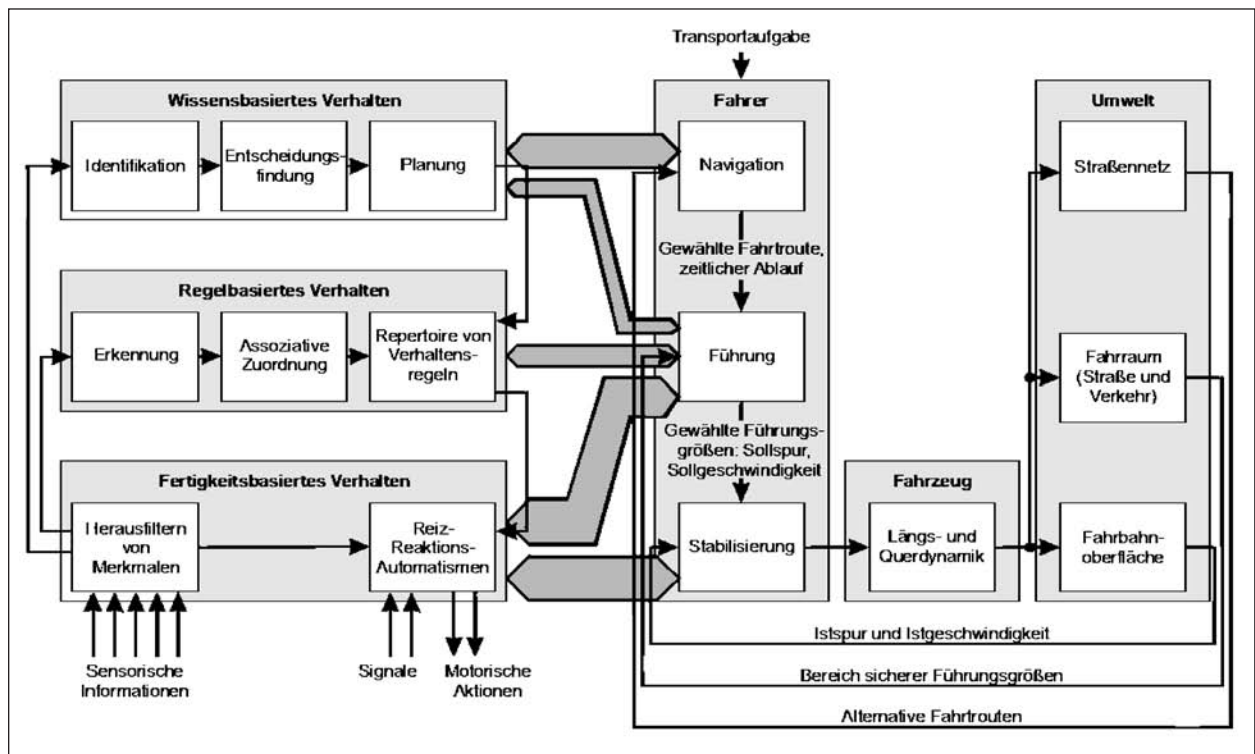 Transportaufgabe
Wissensbasiertes Verhalten
Identifikation
Entscheidungs-
findung
Planung
Regelbasiertes Verhalten
Erkennung
Assoziative
Zuordnung
Repertoire von
Verhaltens-
regeln
Fertigkeitsbasiertes Verhalten
Herausfiltern
von
Merkmalen
Reiz-
Reaktions-
Automatismen
Sensorische
Informationen
Signale
Motorische
Aktionen
Fahrer
Navigation
Gewählte Fahrtroute,
zeitlicher Ablauf
Führung
Gewählte Führungs-
größen: Sollspur,
Sollgeschwindigkeit
Stabilisierung
Fahrzeug
Längs- und
Querdynamik
Umwelt
Straßennetz
Fahrraum
(Straße und
Verkehr)
Fahrbahn-
oberfläche
Istspur und Istgeschwindigkeit
Bereich sicherer Führungsgrößen
Alternative Fahrtrouten